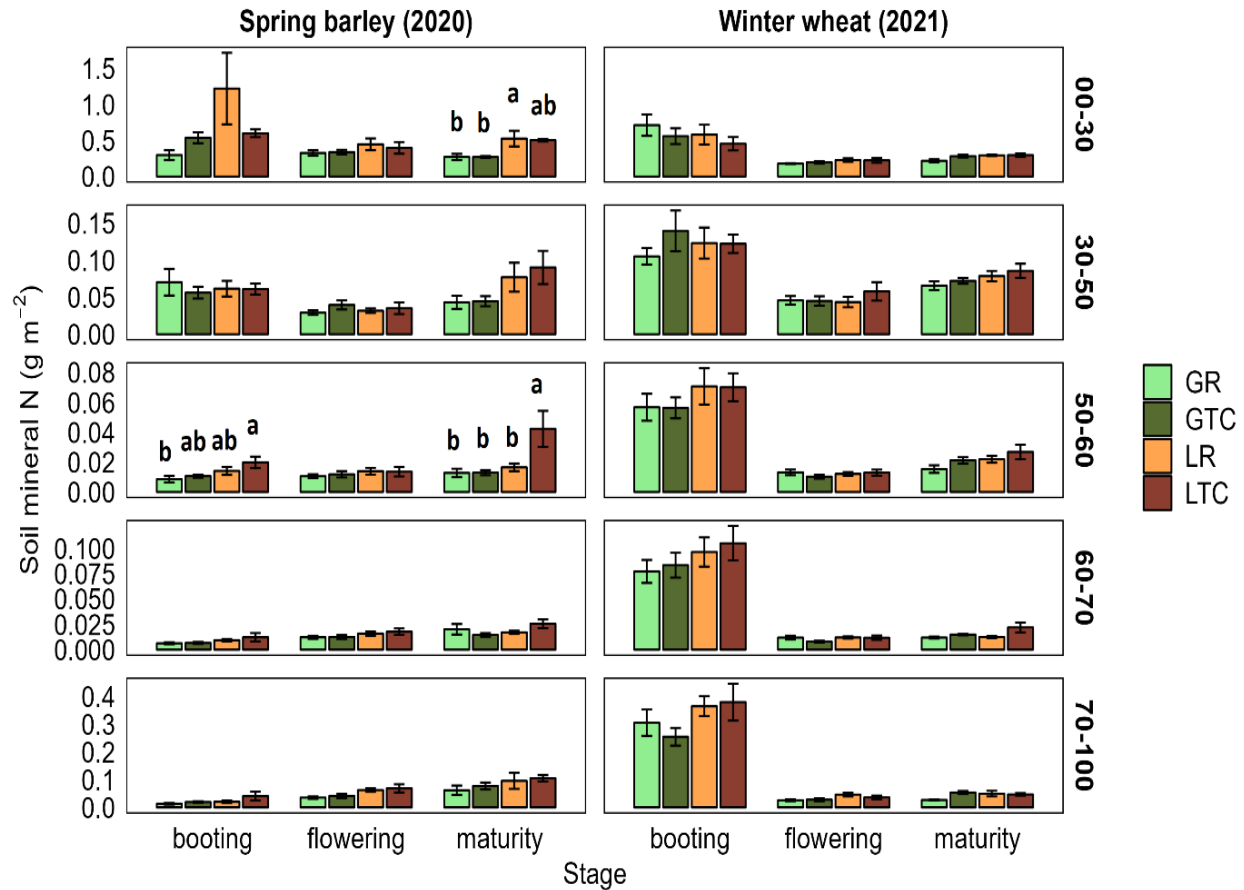 Spring barley (2020)
Winter wheat (2021)
Soil mineral N (g m⁻²)
1.5
1.0
0.5
0.0
b
b
a
ab
00-30
0.15
0.10
0.05
0.00
30-50
0.08
0.06
0.04
0.02
0.00
b
ab
ab
a
b
b
b
a
50-60
0.100
0.075
0.050
0.025
0.000
60-70
0.4
0.3
0.2
0.1
0.0
70-100
booting
flowering
maturity
booting
flowering
maturity
Stage
GR
GTC
LR
LTC